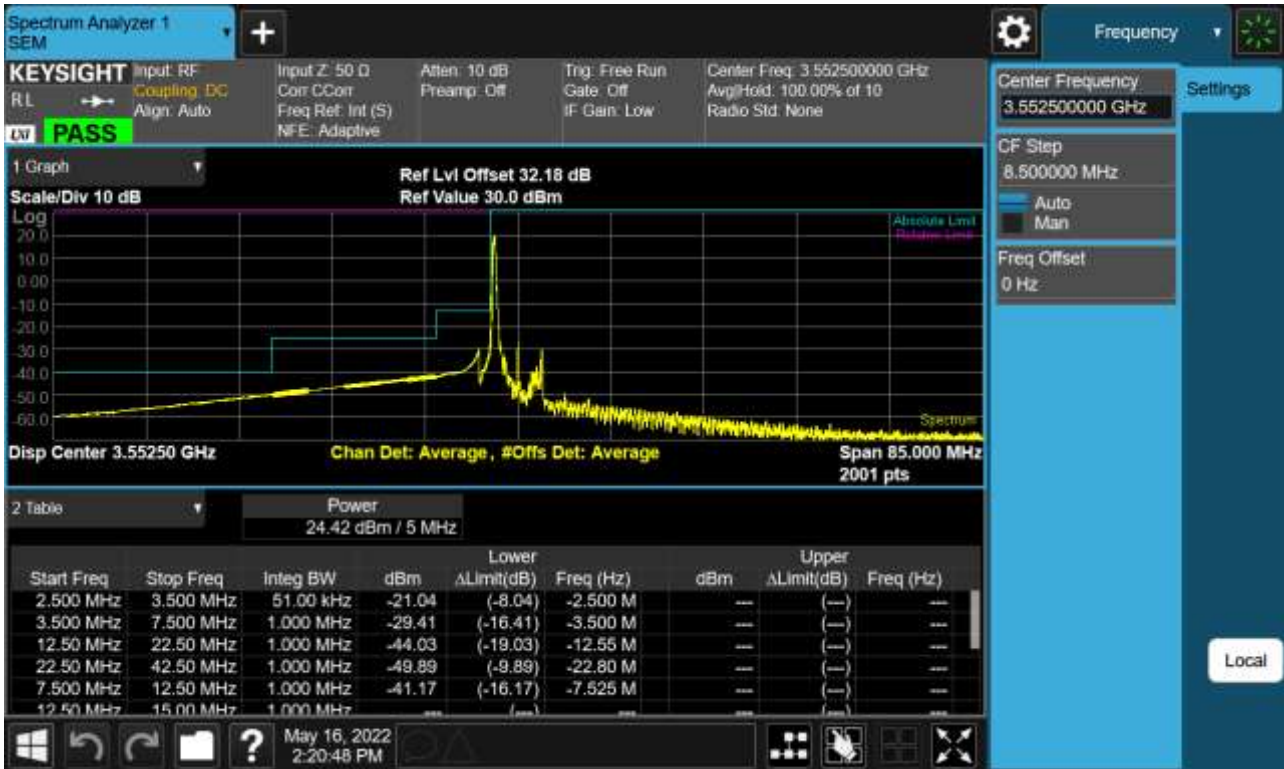 Spectrum Analyzer 1
SEM
+
Frequency
KEYSIGHT
RL
LXI
PASS
Input: RF
Coupling: DC
Align: Auto
Input Z: 50 Ω
Corr CCorr
Freq Ref: Int (S)
NFE: Adaptive
Atten: 10 dB
Preamp: Off
Trig: Free Run
Gate: Off
IF Gain: Low
Center Freq: 3.552500000 GHz
Avg|Hold: 100.00% of 10
Radio Std: None
Center Frequency
3.552500000 GHz
Settings
CF Step
8.500000 MHz
Auto
Man
Freq Offset
0 Hz
1 Graph
Scale/Div 10 dB
Ref Lvl Offset 32.18 dB
Ref Value 30.0 dBm
Log
Absolute Limit
Relative Limit
20.0
10.0
0.00
-10.0
-20.0
-30.0
-40.0
-50.0
-60.0
Spectrum
Disp Center 3.55250 GHz
Chan Det: Average, #Offs Det: Average
Span 85.000 MHz
2001 pts
2 Table
Power
24.42 dBm / 5 MHz
Lower Upper
Start Freq Stop Freq Integ BW dBm ΔLimit(dB) Freq (Hz) dBm ΔLimit(dB) Freq (Hz)
2.500 MHz 3.500 MHz 51.00 kHz -21.04 (-8.04) -2.500 M --- (---) ---
3.500 MHz 7.500 MHz 1.000 MHz -29.41 (-16.41) -3.500 M --- (---) ---
12.50 MHz 22.50 MHz 1.000 MHz -44.03 (-19.03) -12.55 M --- (---) ---
22.50 MHz 42.50 MHz 1.000 MHz -49.89 (-9.89) -22.80 M --- (---) ---
7.500 MHz 12.50 MHz 1.000 MHz -41.17 (-16.17) -7.525 M --- (---) ---
12.50 MHz 15.00 MHz 1.000 MHz --- (---) --- --- (---) ---
Local
?
May 16, 2022
2:20:48 PM